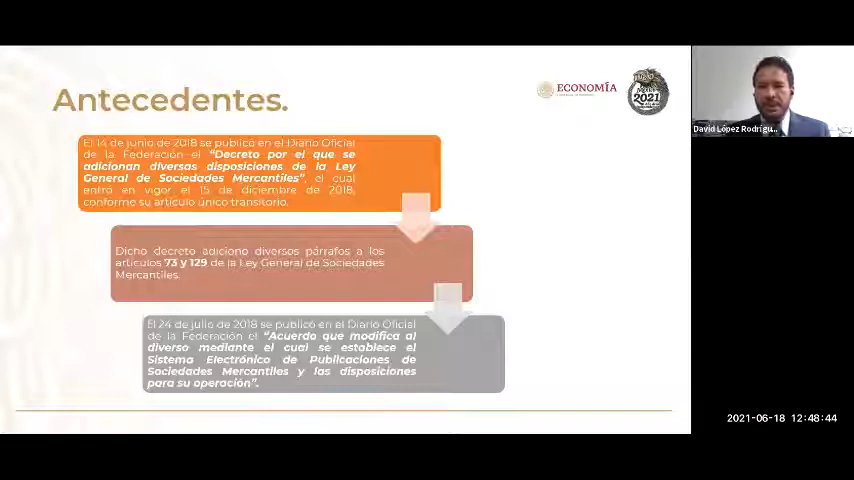 Antecedentes.
ECONOMÍA
2021
David López Rodrígu...
El 14 de junio de 2018 se publicó en el Diario Oficial
de la Federación el “Decreto por el que se
adicionan diversas disposiciones de la Ley
General de Sociedades Mercantiles”, el cual
entró en vigor el 15 de diciembre de 2018,
conforme su artículo único transitorio.
Dicho decreto adiciono diversos párrafos a los
artículos 73 y 129 de la Ley General de Sociedades
Mercantiles.
El 24 de julio de 2018 se publicó en el Diario Oficial
de la Federación el “Acuerdo que modifica al
diverso mediante el cual se establece el
Sistema Electrónico de Publicaciones de
Sociedades Mercantiles y las disposiciones
para su operación”.
2021-06-18 12:48:44